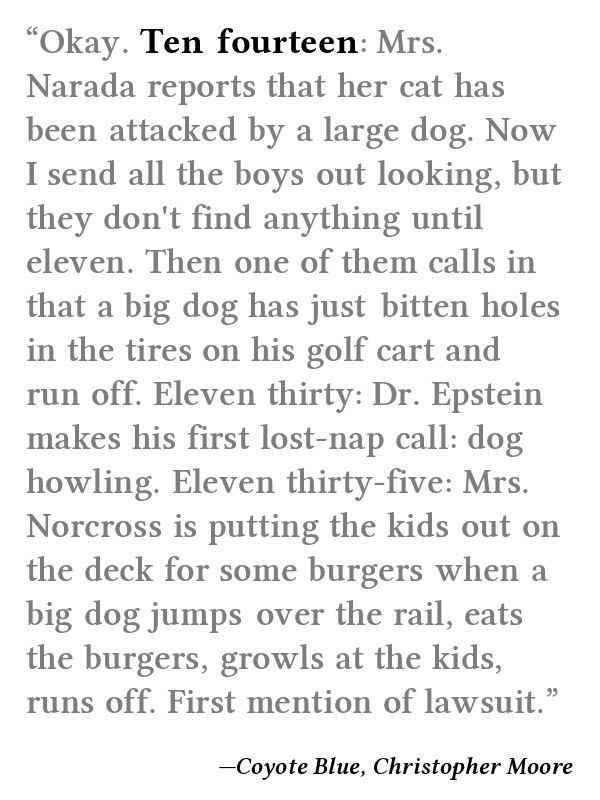 “Okay. Ten fourteen: Mrs.
Narada reports that her cat has
been attacked by a large dog. Now
I send all the boys out looking, but
they don't find anything until
eleven. Then one of them calls in
that a big dog has just bitten holes
in the tires on his golf cart and
run off. Eleven thirty: Dr. Epstein
makes his first lost-nap call: dog
howling. Eleven thirty-five: Mrs.
Norcross is putting the kids out on
the deck for some burgers when a
big dog jumps over the rail, eats
the burgers, growls at the kids,
runs off. First mention of lawsuit.”
—Coyote Blue, Christopher Moore